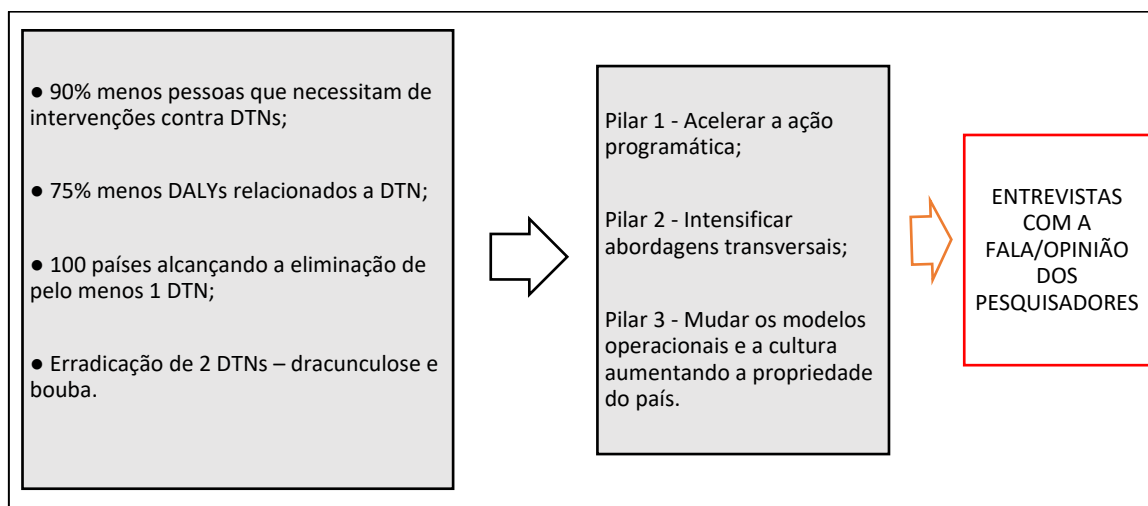 ● 90% menos pessoas que necessitam de
intervenções contra DTNs;
● 75% menos DALYs relacionados a DTN;
● 100 países alcançando a eliminação de
pelo menos 1 DTN;
● Erradicação de 2 DTNs – dracunculose e
bouba.
Pilar 1 - Acelerar a ação
programática;
Pilar 2 - Intensificar
abordagens transversais;
Pilar 3 - Mudar os modelos
operacionais e a cultura
aumentando a propriedade
do país.
ENTREVISTAS
COM A
FALA/OPINIÃO
DOS
PESQUISADORES